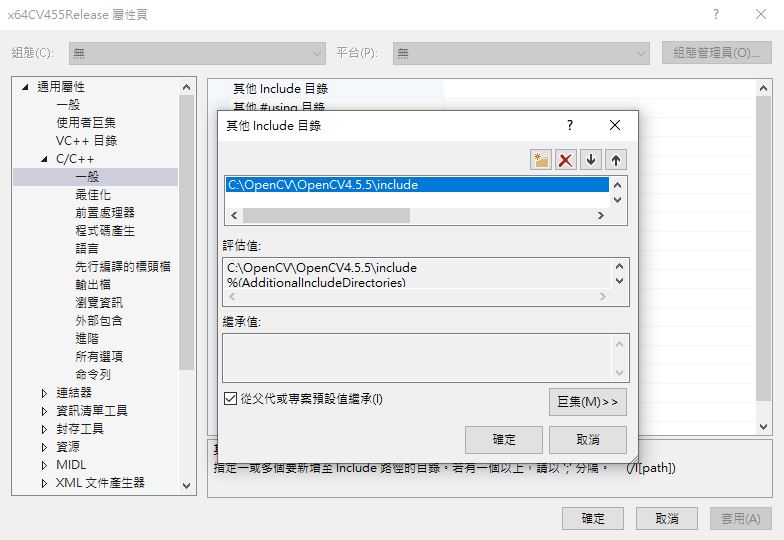 x64CV455Release 屬性頁
組態(C):
無
平台(P):
無
組態管理員(O)...
通用屬性
一般
使用者巨集
VC++ 目錄
C/C++
一般
最佳化
前置處理器
程式碼產生
語言
先行編譯的標頭檔
輸出檔
瀏覽資訊
外部包含
進階
所有選項
命令列
連結器
資訊清單工具
封存工具
資源
MIDL
XML 文件產生器
其他 Include 目錄
其他 #using 目錄
其他 Include 目錄
C:\OpenCV\OpenCV4.5.5\include
評估值:
C:\OpenCV\OpenCV4.5.5\include
%(AdditionalIncludeDirectories)
繼承值:
從父代或專案預設值繼承(I)
巨集(M)>>
確定
取消
指定一或多個要新增至 Include 路徑的目錄。若有一個以上，請以 ';' 分隔。 (/I[path])
確定
取消
套用(A)